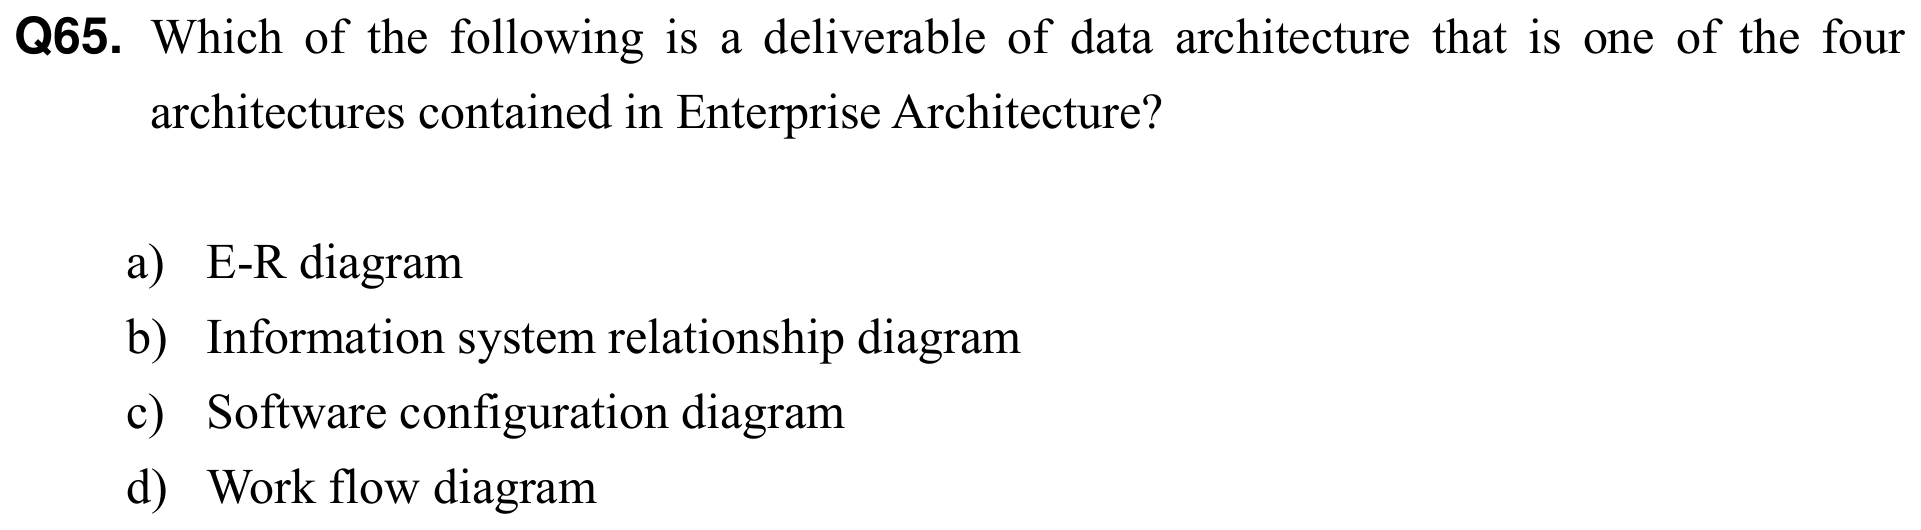 Q65. Which of the following is a deliverable of data architecture that is one of the four
architectures contained in Enterprise Architecture?
a) E-R diagram
b) Information system relationship diagram
c) Software configuration diagram
d) Work flow diagram